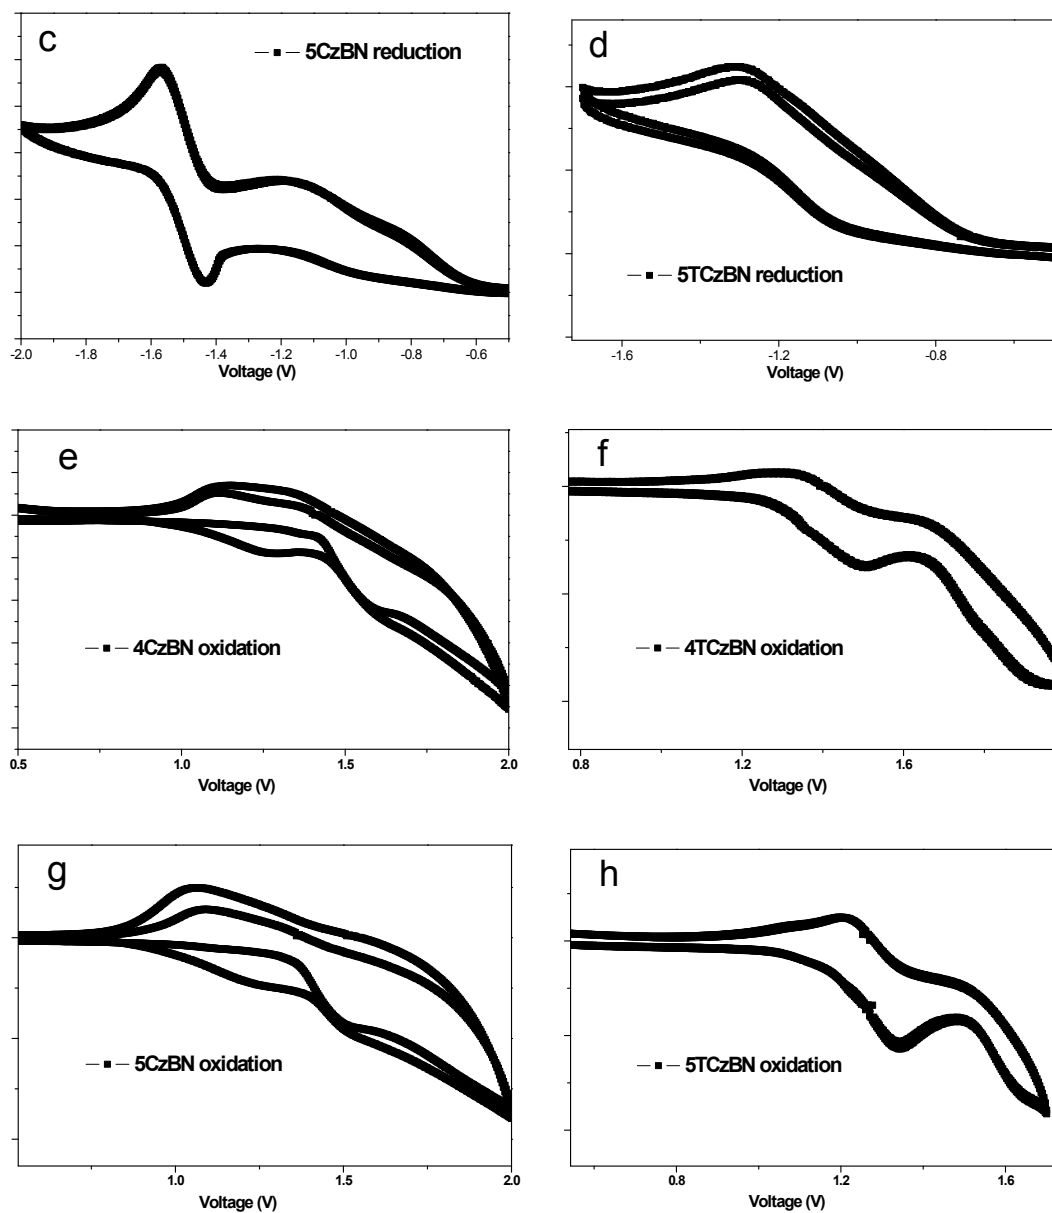 c
5CzBN reduction
-2.0 -1.8 -1.6 -1.4 -1.2 -1.0 -0.8 -0.6
Voltage (V)
d
5TCzBN reduction
-1.6 -1.2 -0.8
Voltage (V)
e
4CzBN oxidation
0.5 1.0 1.5 2.0
Voltage (V)
f
4TCzBN oxidation
0.8 1.2 1.6
Voltage (V)
g
5CzBN oxidation
1.0 1.5 2.0
Voltage (V)
h
5TCzBN oxidation
0.8 1.2 1.6
Voltage (V)